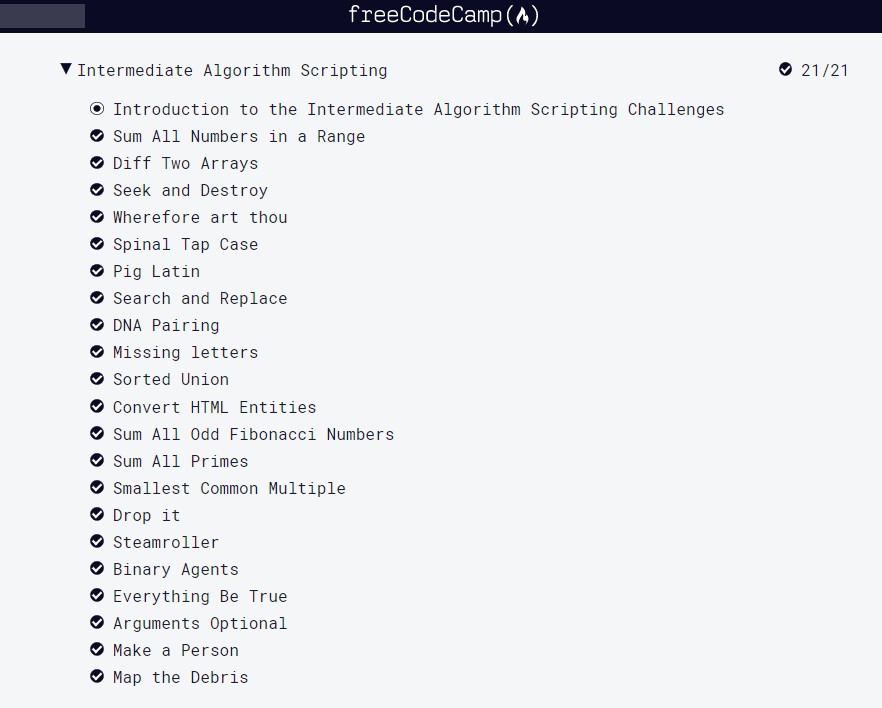 freeCodeCamp(🔥)
Intermediate Algorithm Scripting 21/21
Introduction to the Intermediate Algorithm Scripting Challenges
Sum All Numbers in a Range
Diff Two Arrays
Seek and Destroy
Wherefore art thou
Spinal Tap Case
Pig Latin
Search and Replace
DNA Pairing
Missing letters
Sorted Union
Convert HTML Entities
Sum All Odd Fibonacci Numbers
Sum All Primes
Smallest Common Multiple
Drop it
Steamroller
Binary Agents
Everything Be True
Arguments Optional
Make a Person
Map the Debris